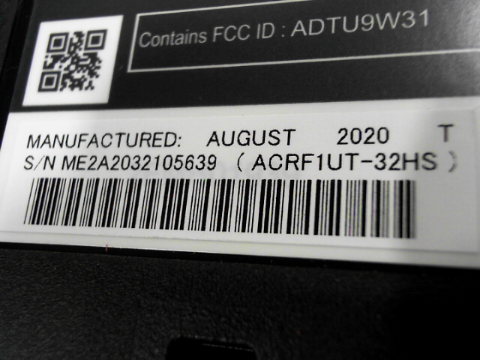 Contains FCC ID : ADTU9W31
MANUFACTURED: AUGUST 2020 T
S/N ME2A2032105639 ( ACRF1UT-32HS )